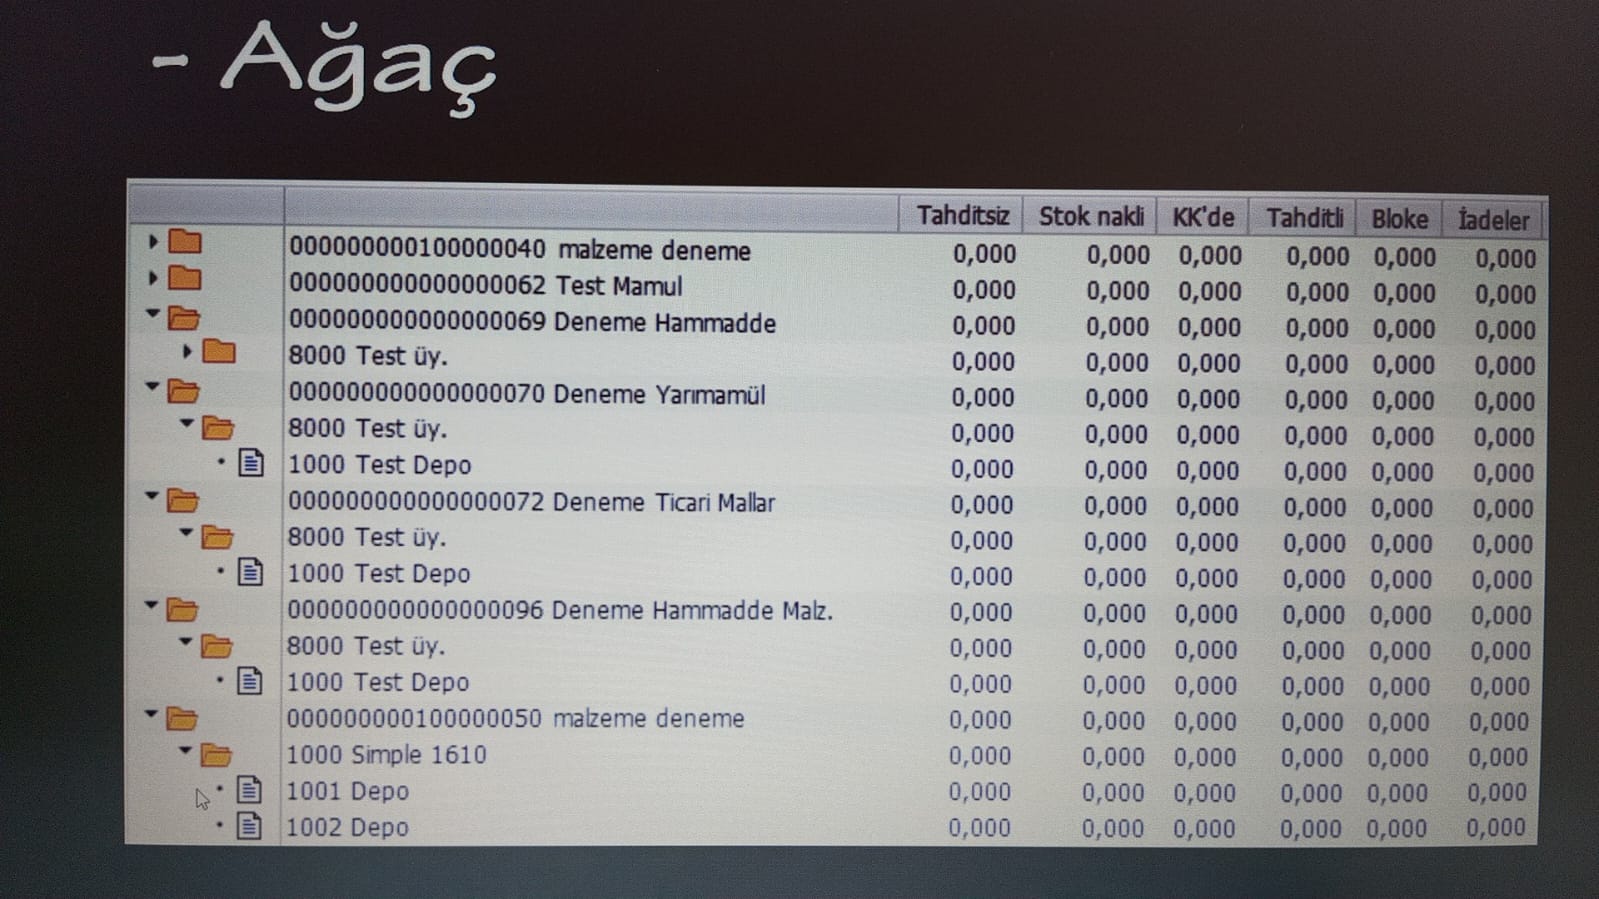 - Ağaç
Tahditsiz Stok nakli KK'de Tahditli Bloke İadeler
000000000100000040 malzeme deneme 0,000 0,000 0,000 0,000 0,000 0,000
000000000000000062 Test Mamul 0,000 0,000 0,000 0,000 0,000 0,000
000000000000000069 Deneme Hammadde 0,000 0,000 0,000 0,000 0,000 0,000
8000 Test üy. 0,000 0,000 0,000 0,000 0,000 0,000
000000000000000070 Deneme Yarımamül 0,000 0,000 0,000 0,000 0,000 0,000
8000 Test üy. 0,000 0,000 0,000 0,000 0,000 0,000
1000 Test Depo 0,000 0,000 0,000 0,000 0,000 0,000
000000000000000072 Deneme Ticari Mallar 0,000 0,000 0,000 0,000 0,000 0,000
8000 Test üy. 0,000 0,000 0,000 0,000 0,000 0,000
1000 Test Depo 0,000 0,000 0,000 0,000 0,000 0,000
000000000000000096 Deneme Hammadde Malz. 0,000 0,000 0,000 0,000 0,000 0,000
8000 Test üy. 0,000 0,000 0,000 0,000 0,000 0,000
1000 Test Depo 0,000 0,000 0,000 0,000 0,000 0,000
000000000100000050 malzeme deneme 0,000 0,000 0,000 0,000 0,000 0,000
1000 Simple 1610 0,000 0,000 0,000 0,000 0,000 0,000
1001 Depo 0,000 0,000 0,000 0,000 0,000 0,000
1002 Depo 0,000 0,000 0,000 0,000 0,000 0,000